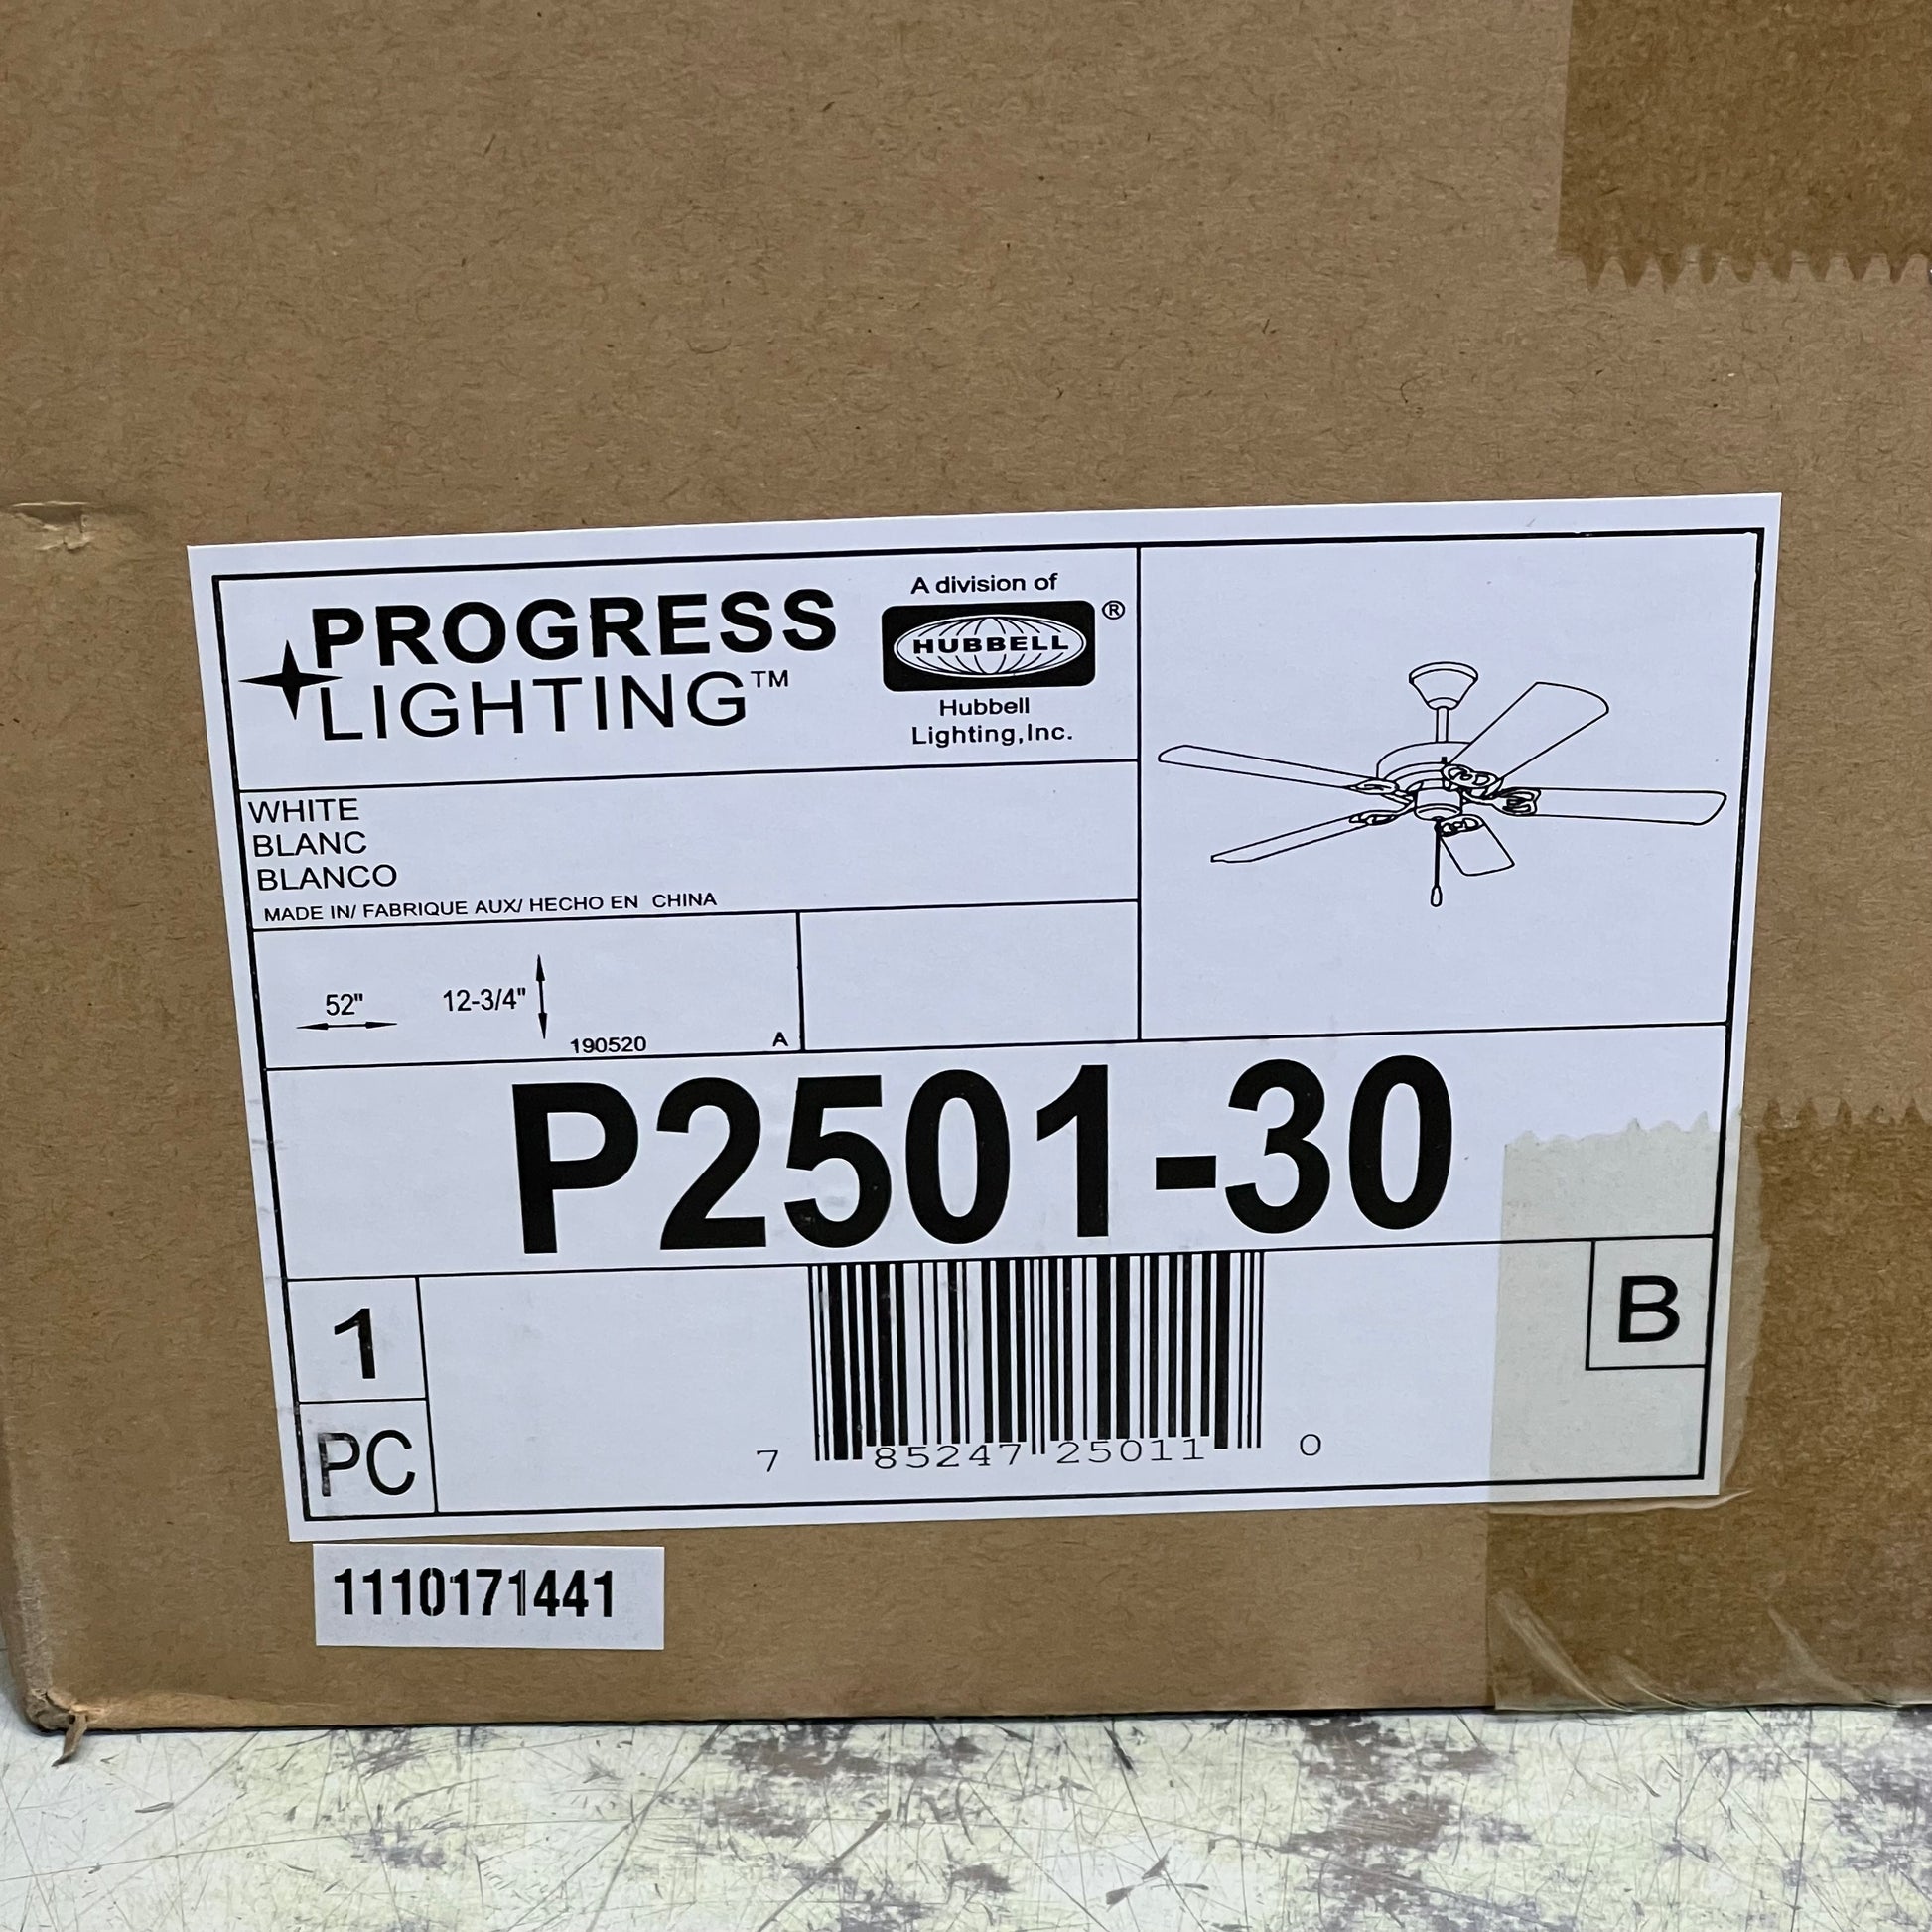 PROGRESS
LIGHTING™
A division of
HUBBELL
®
Hubbell
Lighting,Inc.
WHITE
BLANC
BLANCO
MADE IN/ FABRIQUE AUX/ HECHO EN CHINA
52"
12-3/4"
190520
A
P2501-30
1
PC
7 85247 25011 0
B
1110171441